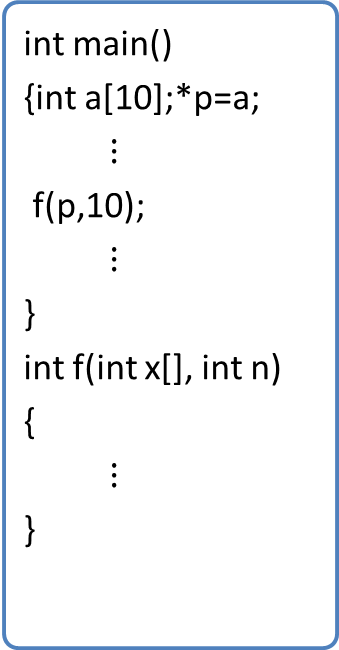 int main()
{int a[10];*p=a;
⋮
f(p,10);
⋮
}
int f(int x[], int n)
{
⋮
}